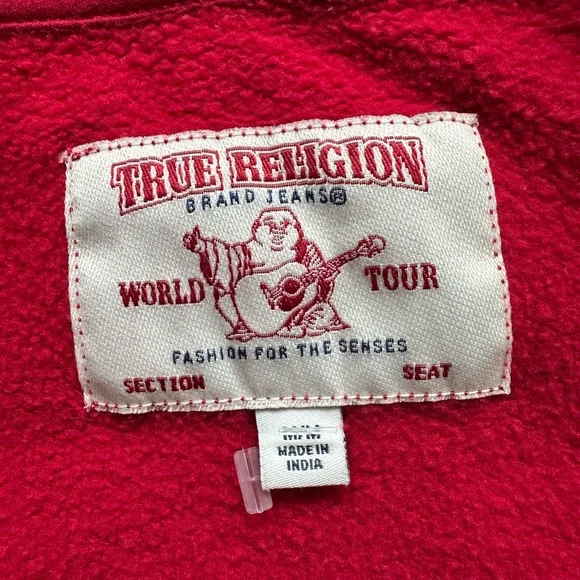 TRUE RELIGION
BRAND JEANS®
WORLD TOUR
FASHION FOR THE SENSES
SECTION SEAT
MADE IN
INDIA